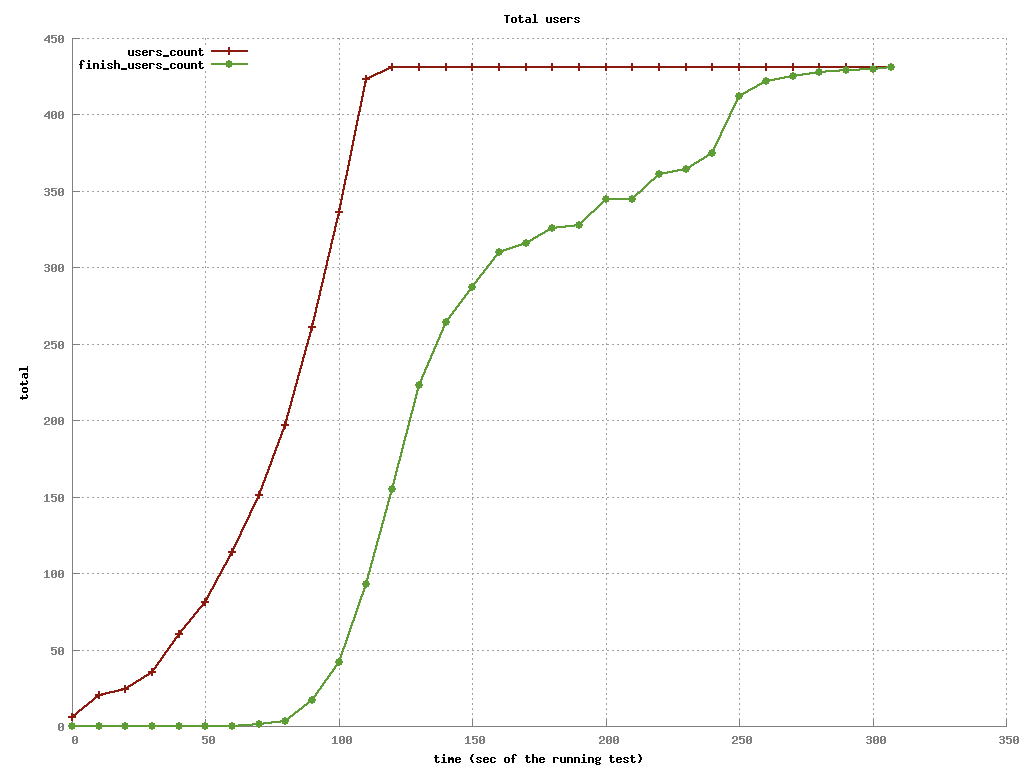 Total users
users_count
finish_users_count
450
400
350
300
250
200
150
100
50
0
total
0 50 100 150 200 250 300 350
time (sec of the running test)